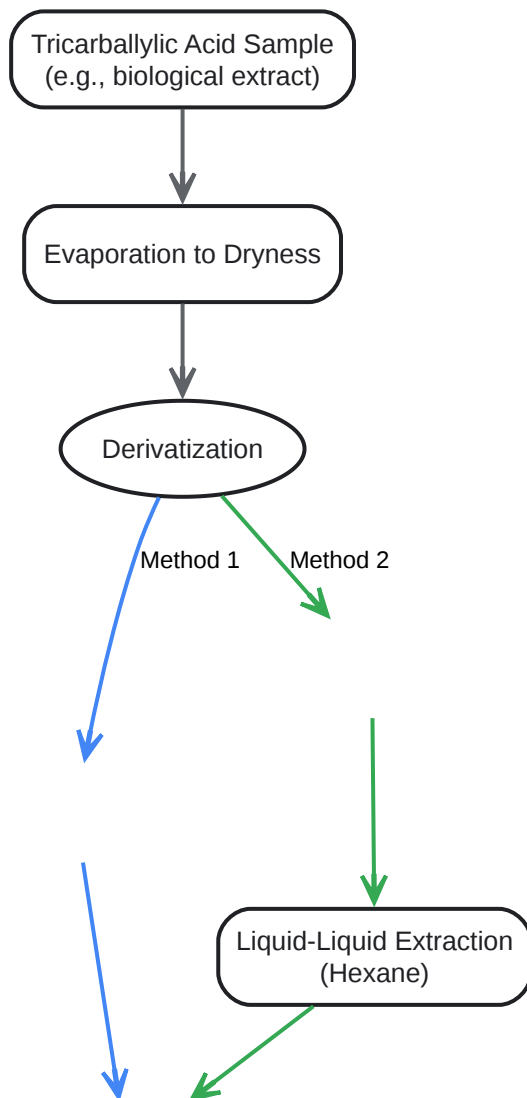 Tricarballylic Acid Sample
(e.g., biological extract)
Evaporation to Dryness
Derivatization
Method 1
Method 2
Liquid-Liquid Extraction
(Hexane)